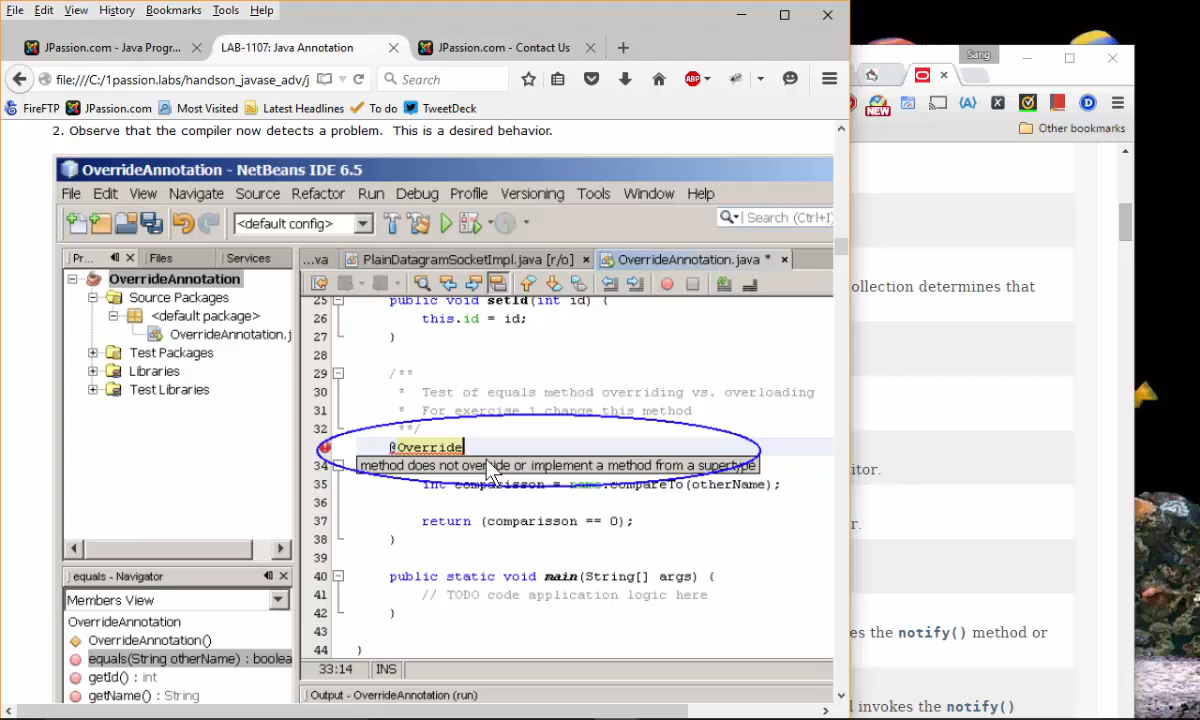 File Edit View History Bookmarks Tools Help
JPassion.com - Java Progr...
LAB-1107: Java Annotation
JPassion.com - Contact Us
Sang
file:///C:/1passion.labs/handson_javase_adv/j
Search
ABP
NEW
FireFTP JPassion.com Most Visited Latest Headlines To do TweetDeck
Other bookmarks
2. Observe that the compiler now detects a problem. This is a desired behavior.
OverrideAnnotation - NetBeans IDE 6.5
File Edit View Navigate Source Refactor Run Debug Profile Versioning Tools Window Help
<default config>
Search (Ctrl+I)
Pr... Files Services
...va PlainDatagramSocketImpl.java [r/o] OverrideAnnotation.java *
OverrideAnnotation
Source Packages
<default package>
OverrideAnnotation.j
Test Packages
Libraries
Test Libraries
25 public void setId(int id) {
26 this.id = id;
27 }
28
29 /**
30 * Test of equals method overriding vs. overloading
31 * For exercise 1 change this method
32 **/
@Override
34 method does not override or implement a method from a supertype
35 int comparisson = name.compareTo(otherName);
36
37 return (comparisson == 0);
38 }
39
40 public static void main(String[] args) {
41 // TODO code application logic here
42 }
43
44 }
33:14 INS
equals - Navigator
Members View
OverrideAnnotation
OverrideAnnotation()
equals(String otherName) : boolea
getId() : int
getName() : String
Output - OverrideAnnotation (run)
ollection determines that
itor.
r.
es the notify() method or
d invokes the notify()